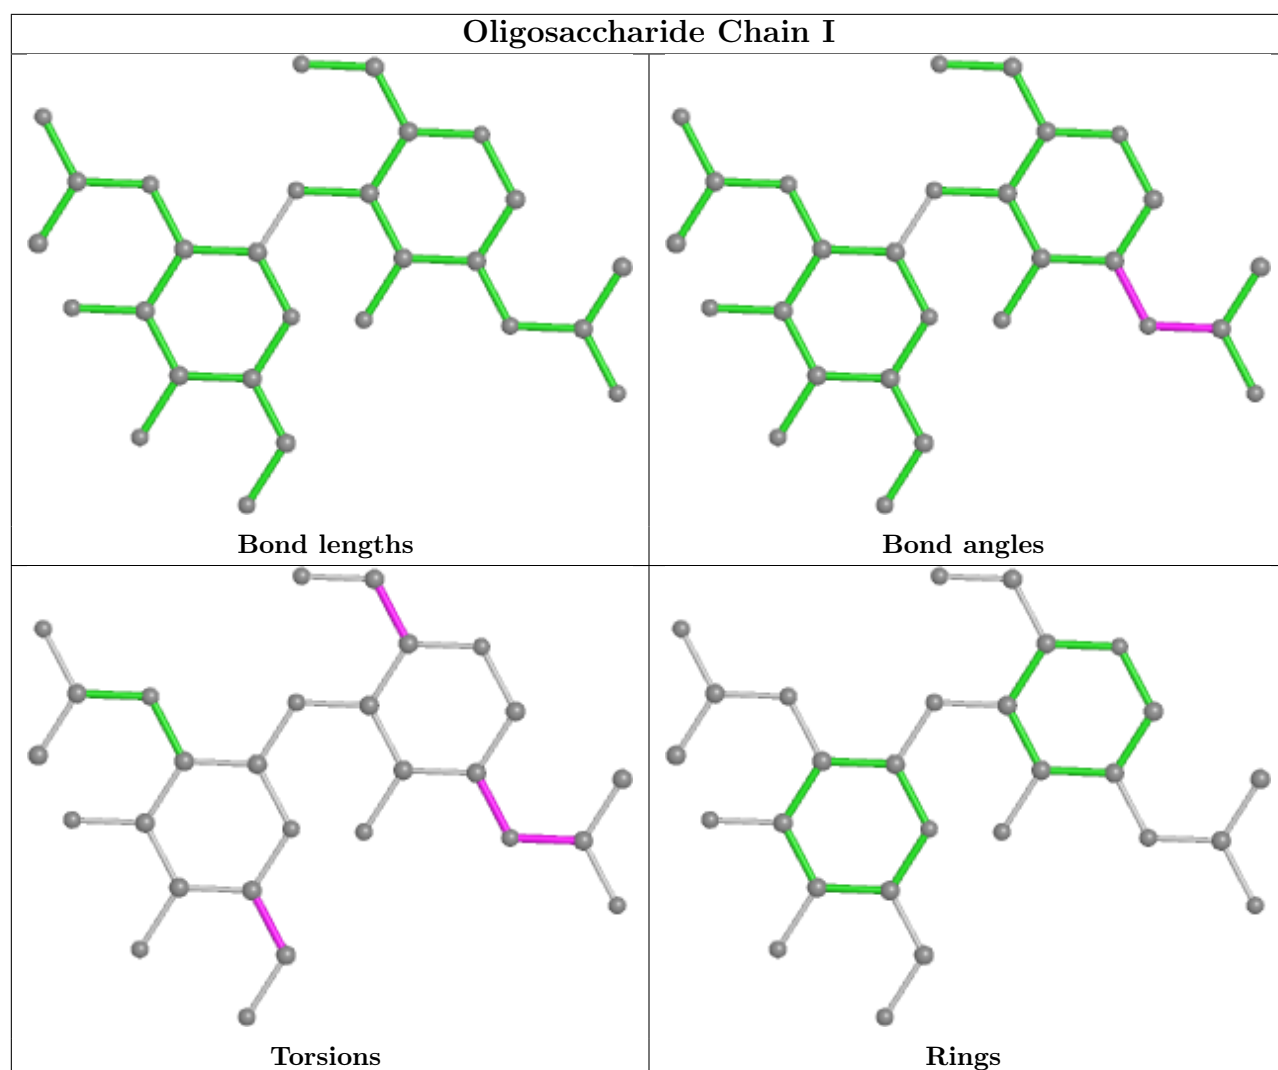 Oligosaccharide Chain I
Bond lengths
Bond angles
Torsions
Rings